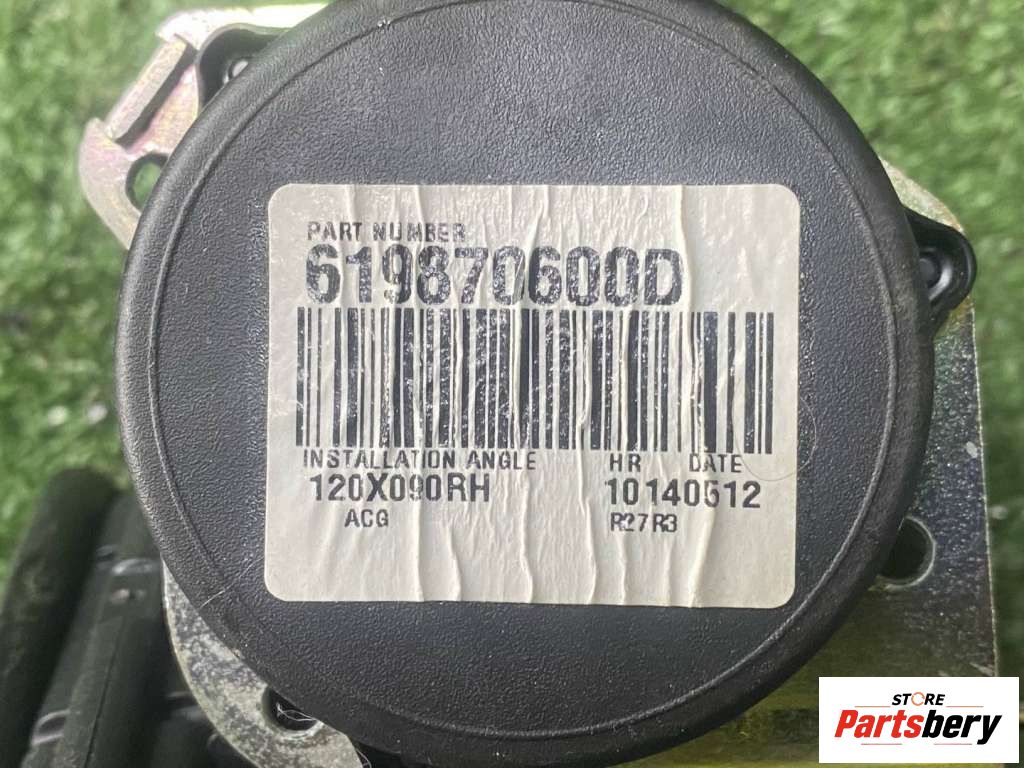 PART NUMBER
619870600D
INSTALLATION ANGLE HR DATE
120X090RH 10140512
ACG R27R3
STORE
Partsbery